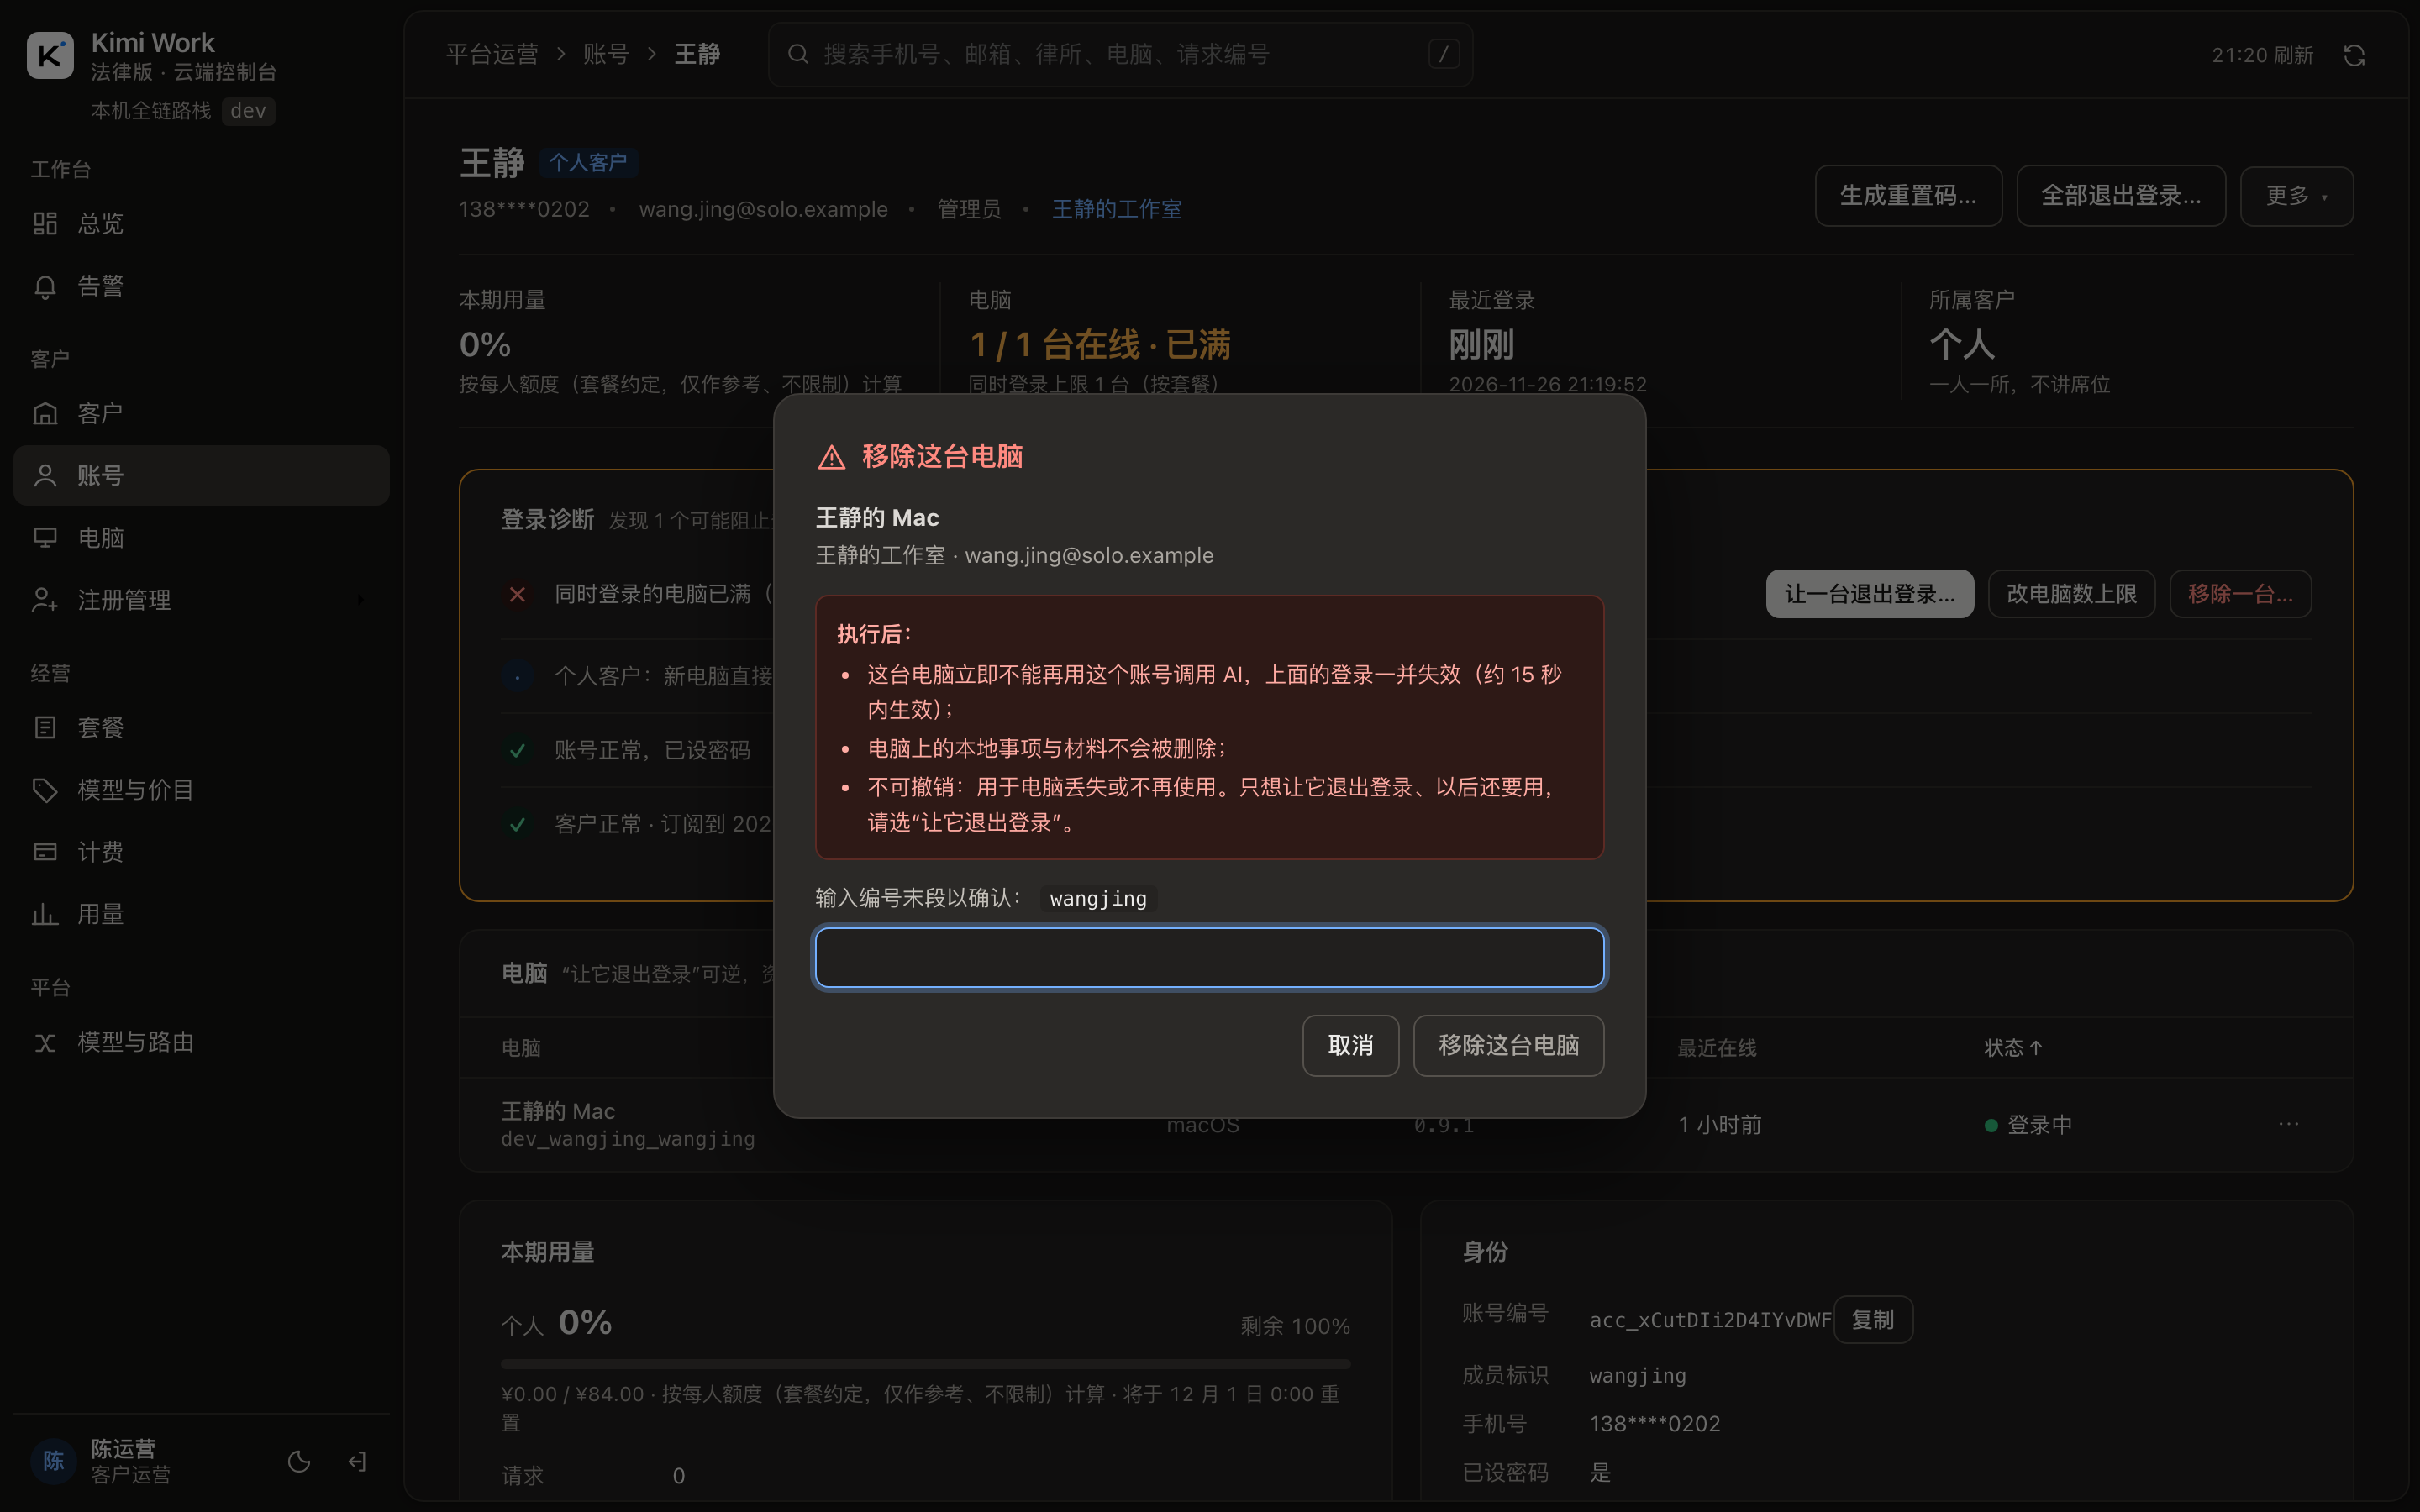 Kimi Work
法律版 · 云端控制台
本机全链路栈 dev
工作台
总览
告警
客户
客户
账号
电脑
注册管理
经营
套餐
模型与价目
计费
用量
平台
模型与路由
陈 陈运营
客户运营
平台运营 > 账号 > 王静
搜索手机号、邮箱、律所、电脑、请求编号 /
21:20 刷新
王静 个人客户
138****0202 • wang.jing@solo.example • 管理员 • 王静的工作室
生成重置码... 全部退出登录... 更多
本期用量
0%
按每人额度（套餐约定，仅作参考、不限制）计算
电脑
1 / 1 台在线 · 已满
同时登录上限 1 台（按套餐）
最近登录
刚刚
2026-11-26 21:19:52
所属客户
个人
一人一所，不讲席位
登录诊断 发现 1 个可能阻止
同时登录的电脑已满（
让一台退出登录... 改电脑数上限 移除一台...
个人客户：新电脑直接
账号正常，已设密码
客户正常 · 订阅到 202
移除这台电脑
王静的 Mac
王静的工作室 · wang.jing@solo.example
执行后：
• 这台电脑立即不能再用这个账号调用 AI，上面的登录一并失效（约 15 秒
内生效）；
• 电脑上的本地事项与材料不会被删除；
• 不可撤销：用于电脑丢失或不再使用。只想让它退出登录、以后还要用，
请选“让它退出登录”。
输入编号末段以确认： wangjing
取消 移除这台电脑
电脑 “让它退出登录”可逆，
电脑 最近在线 状态 ↑
王静的 Mac
dev_wangjing_wangjing
macOS 0.9.1 1 小时前 登录中 ...
本期用量
个人 0% 剩余 100%
¥0.00 / ¥84.00 · 按每人额度（套餐约定，仅作参考、不限制）计算 · 将于 12 月 1 日 0:00 重
置
请求 0
身份
账号编号 acc_xCutDIi2D4IYvDWF 复制
成员标识 wangjing
手机号 138****0202
已设密码 是